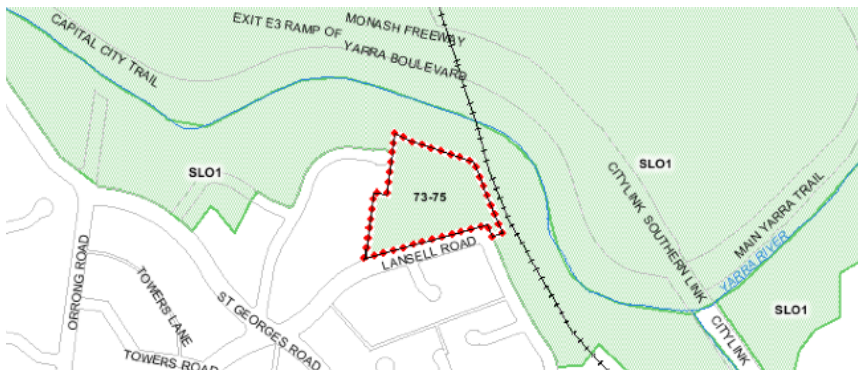 MONASH FREEWAY
EXIT E3 RAMP OF
YARRA BOULEVARD
CAPITAL CITY TRAIL
SLO1
SLO1
73-75
CITYLINK SOUTHERN LINK
MAIN YARRA TRAIL
YARRA RIVER
LANSELL ROAD
ORRONG ROAD
TOWERS LANE
ST GEORGES ROAD
SLO1
CITYLINK
TOWERS ROAD